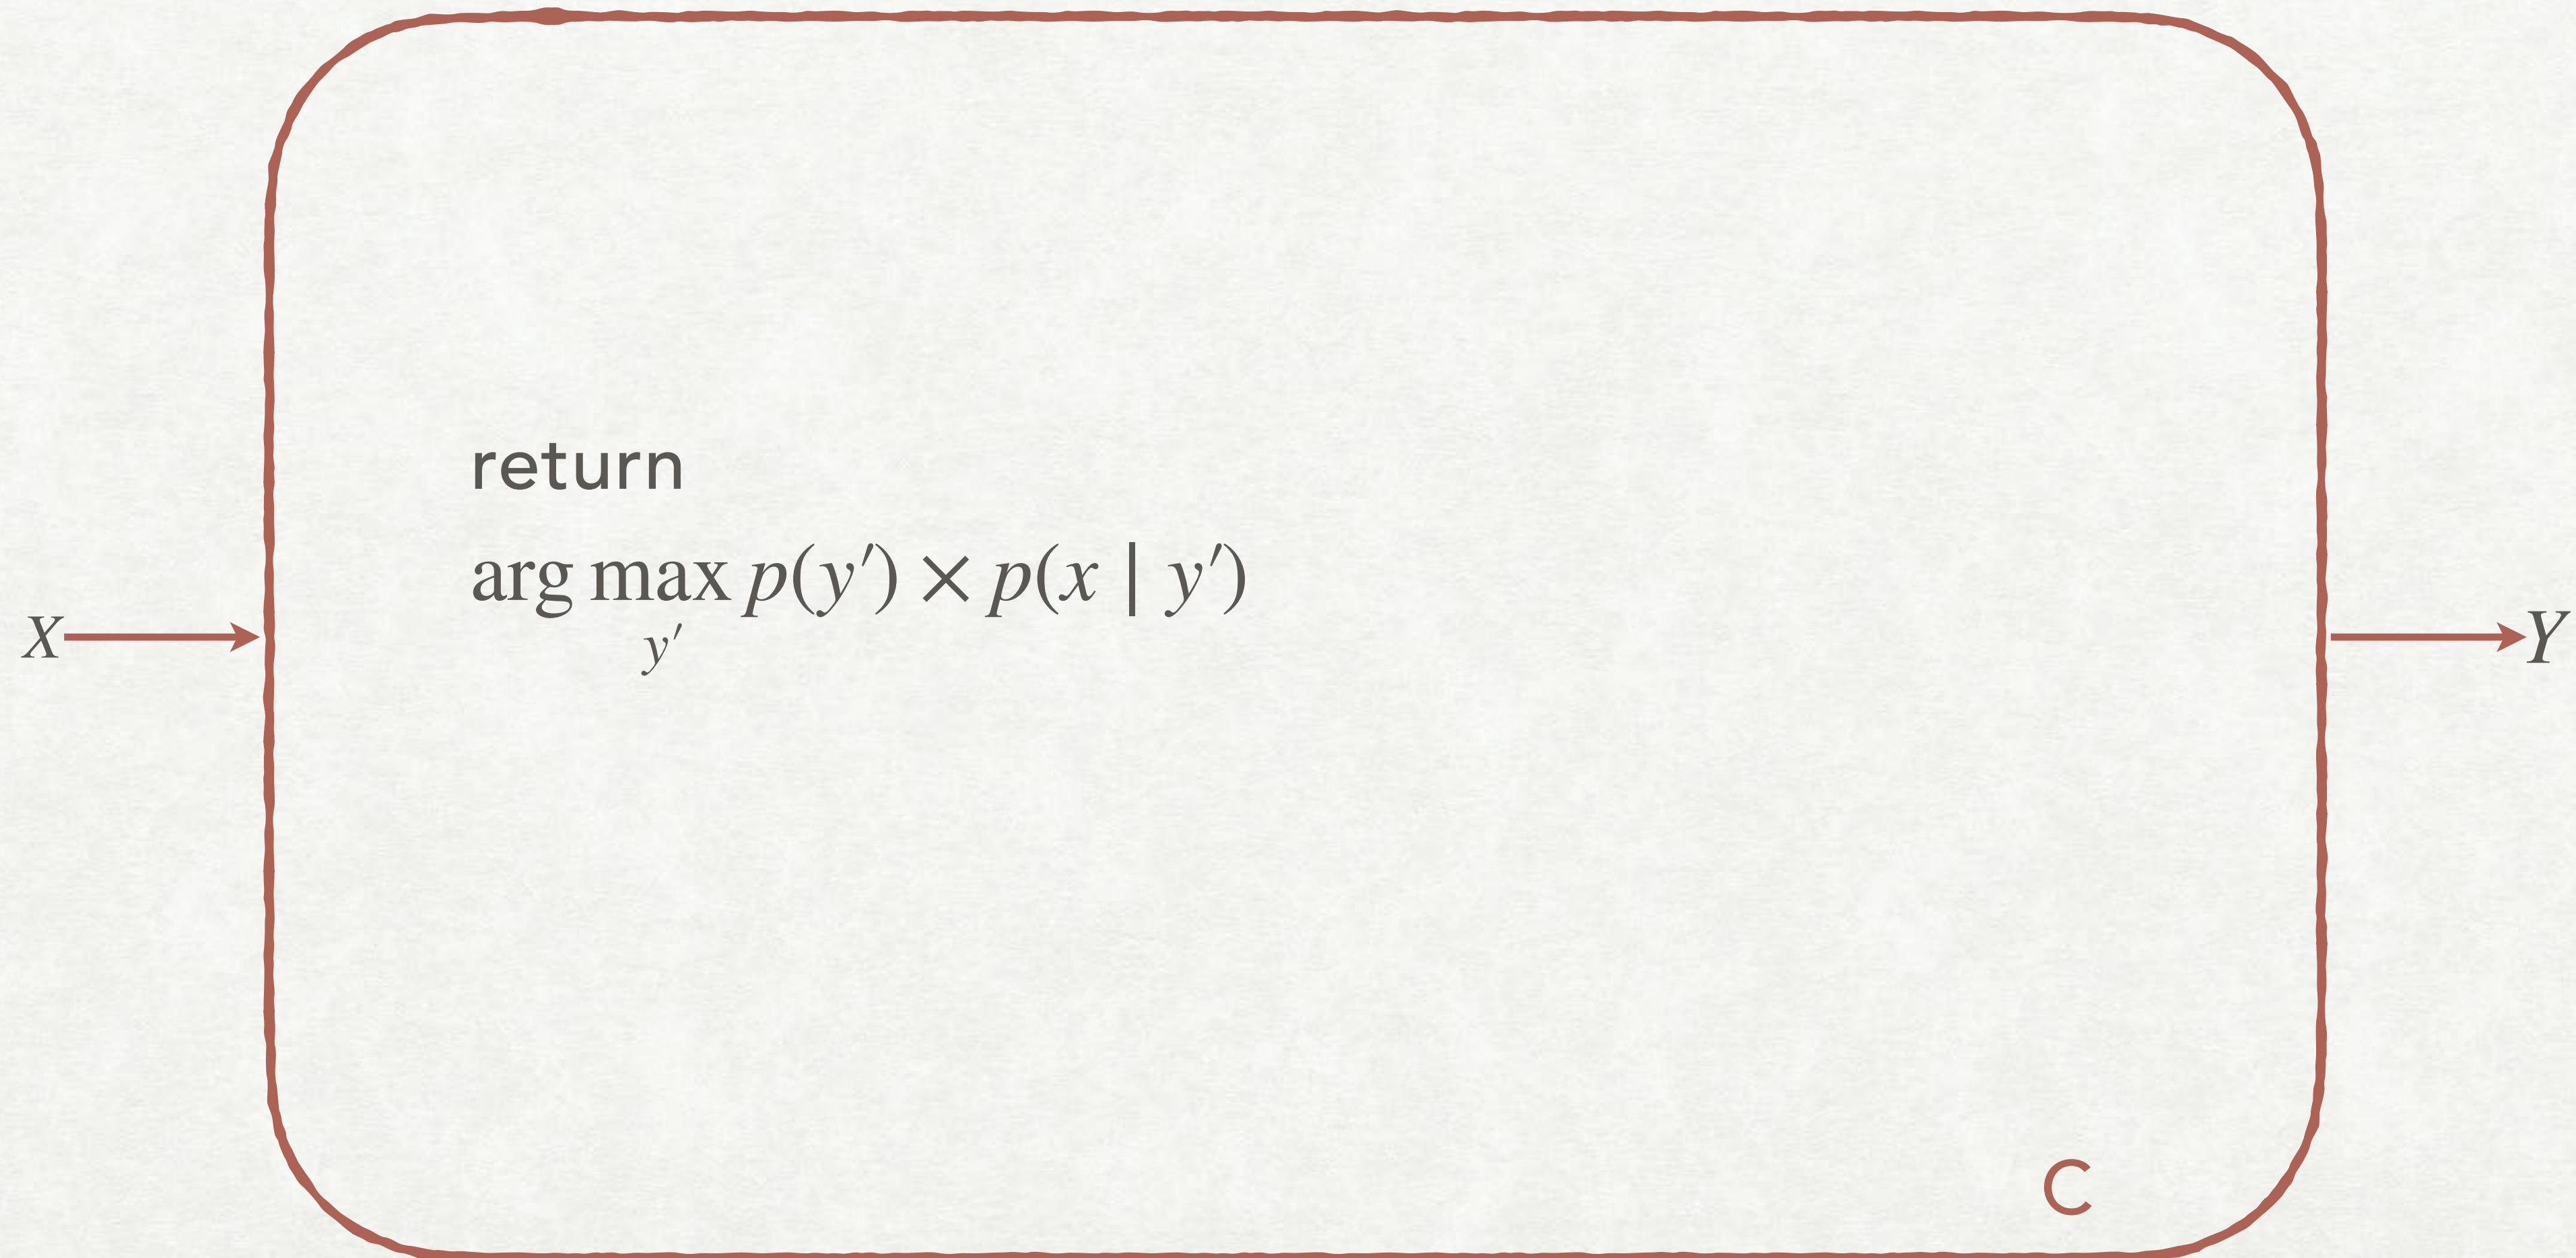 return
arg max p(y′) × p(x | y′)
y′
X
Y
C